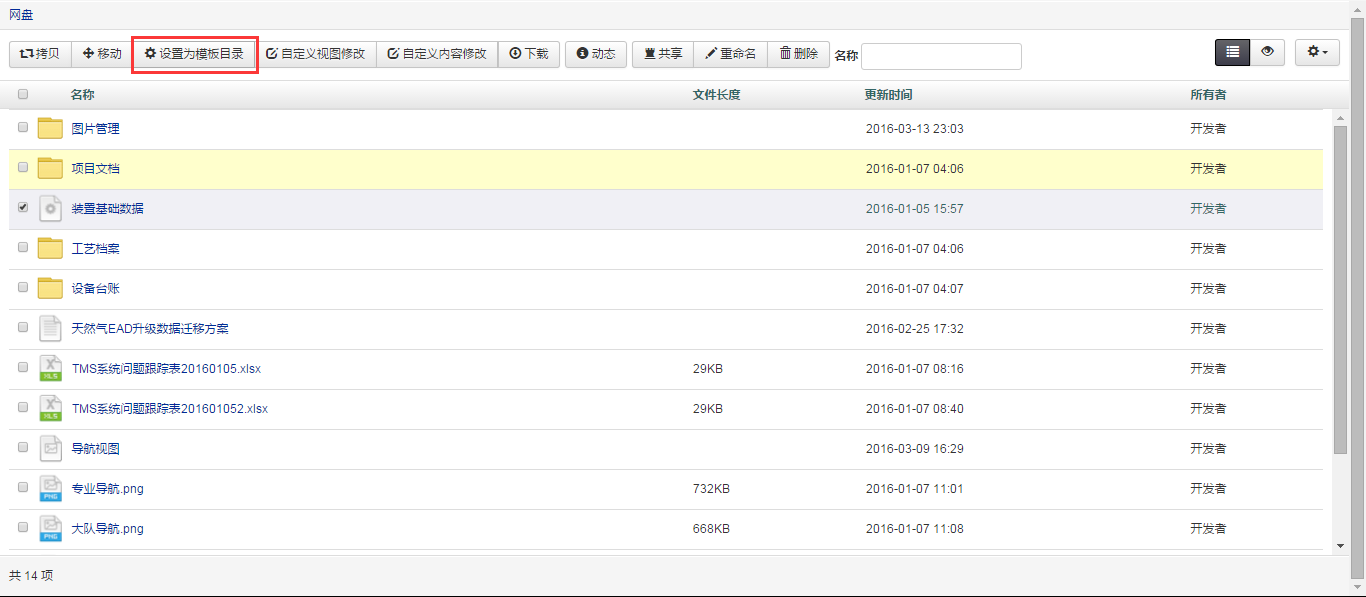 网盘
拷贝 移动 设置为模板目录 自定义视图修改 自定义内容修改 下载 动态 共享 重命名 删除 名称
名称 文件长度 更新时间 所有者
图片管理 2016-03-13 23:03 开发者
项目文档 2016-01-07 04:06 开发者
装置基础数据 2016-01-05 15:57 开发者
工艺档案 2016-01-07 04:06 开发者
设备台账 2016-01-07 04:07 开发者
天然气EAD升级数据迁移方案 2016-02-25 17:32 开发者
TMS系统问题跟踪表20160105.xlsx 29KB 2016-01-07 08:16 开发者
TMS系统问题跟踪表201601052.xlsx 29KB 2016-01-07 08:40 开发者
导航视图 2016-03-09 16:29 开发者
专业导航.png 732KB 2016-01-07 11:01 开发者
大队导航.png 668KB 2016-01-07 11:08 开发者
共 14 项